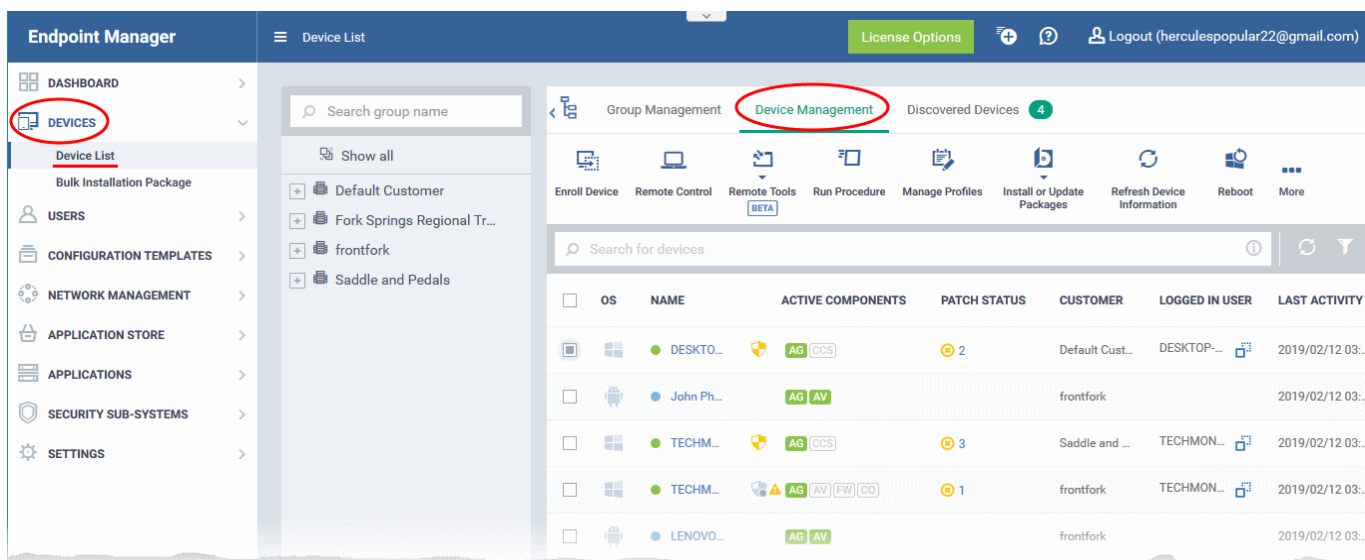 Endpoint Manager
Device List
License Options
Logout (herculespopular22@gmail.com)
DASHBOARD
DEVICES
Device List
Bulk Installation Package
USERS
CONFIGURATION TEMPLATES
NETWORK MANAGEMENT
APPLICATION STORE
APPLICATIONS
SECURITY SUB-SYSTEMS
SETTINGS
Search group name
Show all
Default Customer
Fork Springs Regional Tr...
frontfork
Saddle and Pedals
Group Management Device Management Discovered Devices 4
Enroll Device
Remote Control
Remote Tools
BETA
Run Procedure
Manage Profiles
Install or Update
Packages
Refresh Device
Information
Reboot
More
Search for devices
OS NAME ACTIVE COMPONENTS PATCH STATUS CUSTOMER LOGGED IN USER LAST ACTIVITY
DESKTO... AG CCS 2 Default Cust... DESKTOP-... 2019/02/12 03:..
John Ph... AG AV frontfork 2019/02/12 03:..
TECHM... AG CCS 3 Saddle and ... TECHMON... 2019/02/12 03:..
TECHM... AG AV FW CO 1 frontfork TECHMON... 2019/02/12 03:..
LENOVO... AG AV frontfork 2019/02/12 03:..